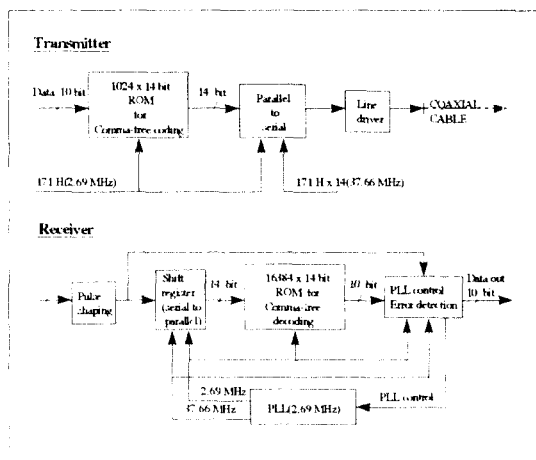 Transmitter
Data 10 bit
1024 x 14 bit
ROM
for
Comma-free coding
14 bit
Parallel
to
serial
Line
driver
COAXIAL
CABLE
171 H(2.69 MHz)
171 H x 14(37.66 MHz)
Receiver
Pulse
shaping
Shift
register
(serial to
parallel)
14 bit
16384 x 14 bit
ROM for
Comma-free
decoding
10 bit
PLL control
Error detection
Data out
10 bit
2.69 MHz
37.66 MHz
PLL(2.69 MHz)
PLL control